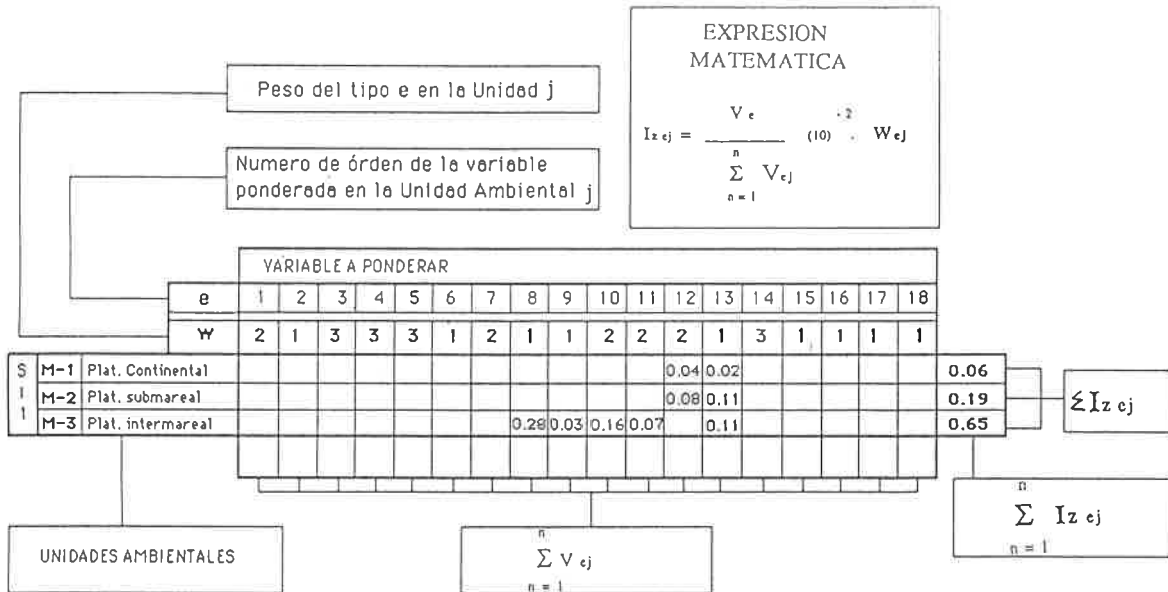 EXPRESION
MATEMATICA
Iz ej = V e / n Σ n = 1 V ej (10) -2 . W ej
Peso del tipo e en la Unidad j
Numero de órden de la variable
ponderada en la Unidad Ambiental j
VARIABLE A PONDERAR
e 1 2 3 4 5 6 7 8 9 10 11 12 13 14 15 16 17 18
W 2 1 3 3 3 1 2 1 1 2 2 2 1 3 1 1 1 1
S I 1
M-1 Plat. Continental 0.04 0.02 0.06
M-2 Plat. submareal 0.08 0.11 0.19
M-3 Plat. intermareal 0.28 0.03 0.16 0.07 0.11 0.65
Σ Iz ej
UNIDADES AMBIENTALES
n
Σ V ej
n = 1
n
Σ Iz ej
n = 1